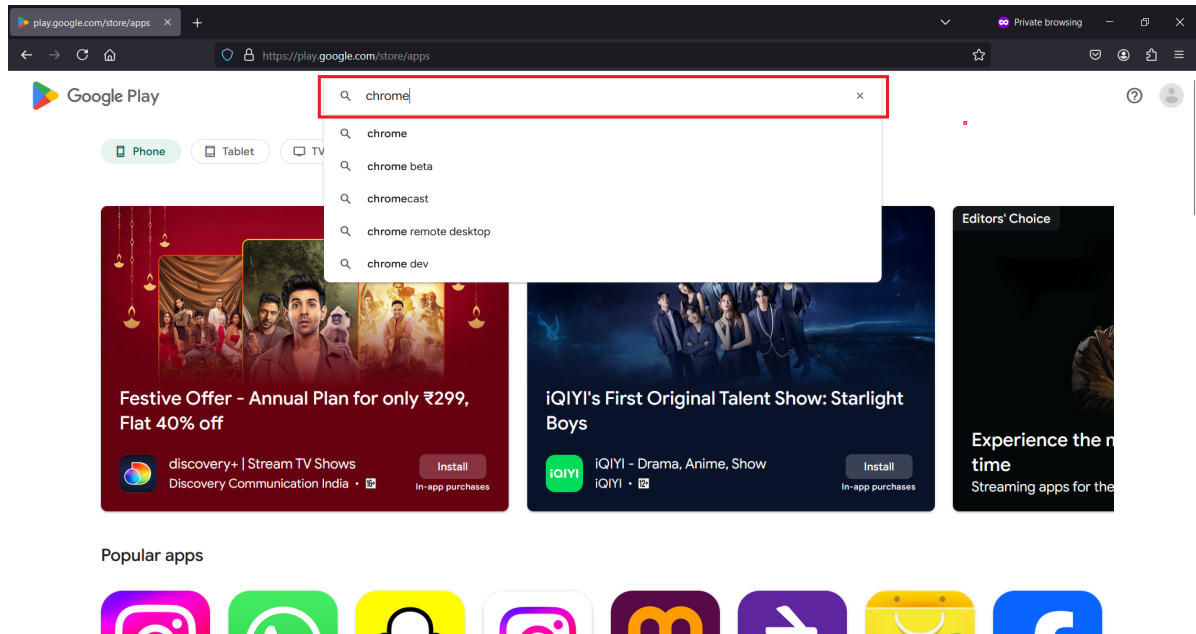 play.google.com/store/apps
Private browsing
https://play.google.com/store/apps
Google Play
chrome
Phone
Tablet
TV
chrome
chrome beta
chromecast
chrome remote desktop
chrome dev
Festive Offer - Annual Plan for only ₹299,
Flat 40% off
discovery+ | Stream TV Shows
Discovery Communication India • 16+
Install
In-app purchases
iQIYI's First Original Talent Show: Starlight
Boys
iQIYI
iQIYI - Drama, Anime, Show
iQIYI • 12+
Install
In-app purchases
Editors' Choice
Experience the
time
Streaming apps for the
Popular apps